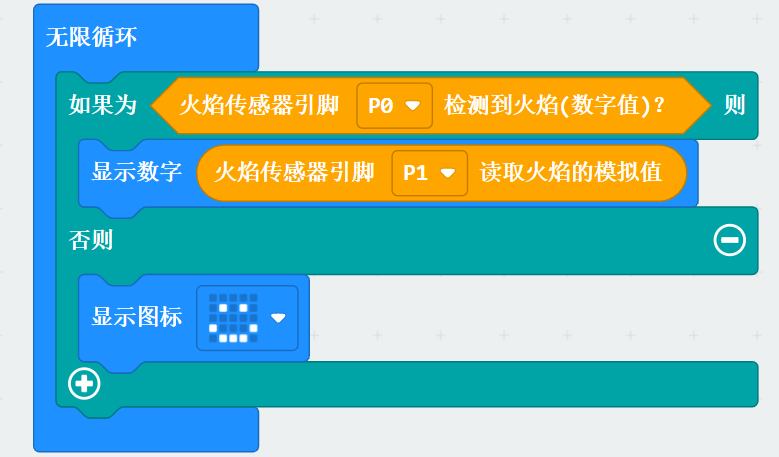 无限循环
如果为 火焰传感器引脚 P0 检测到火焰(数字值)? 则
显示数字 火焰传感器引脚 P1 读取火焰的模拟值
否则
显示图标